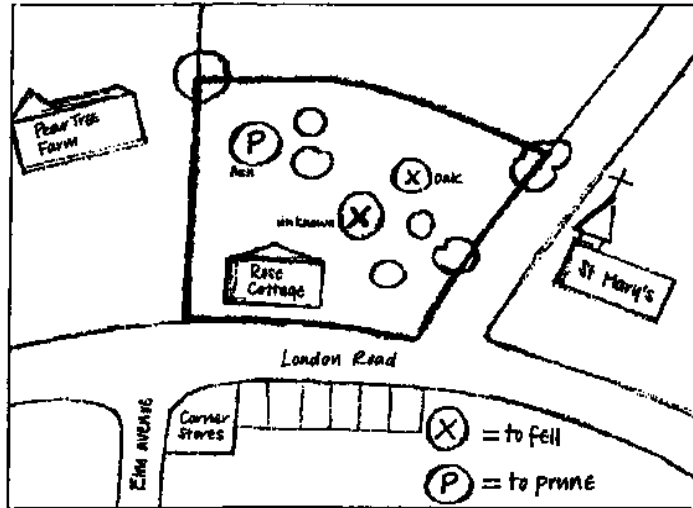 Pear Tree
Farm
P
Ash
X
Oak
unknown
X
Rose
Cottage
St Mary's
London Road
Elm AVENUE
Corner
Stores
X = to fell
P = to prune